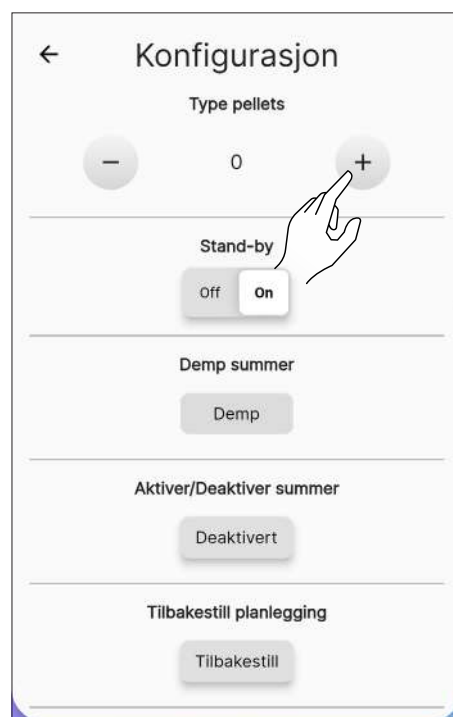 ← Konfigurasjon
Type pellets
− 0 +
Stand-by
Off On
Demp summer
Demp
Aktiver/Deaktiver summer
Deaktivert
Tilbakestill planlegging
Tilbakestill